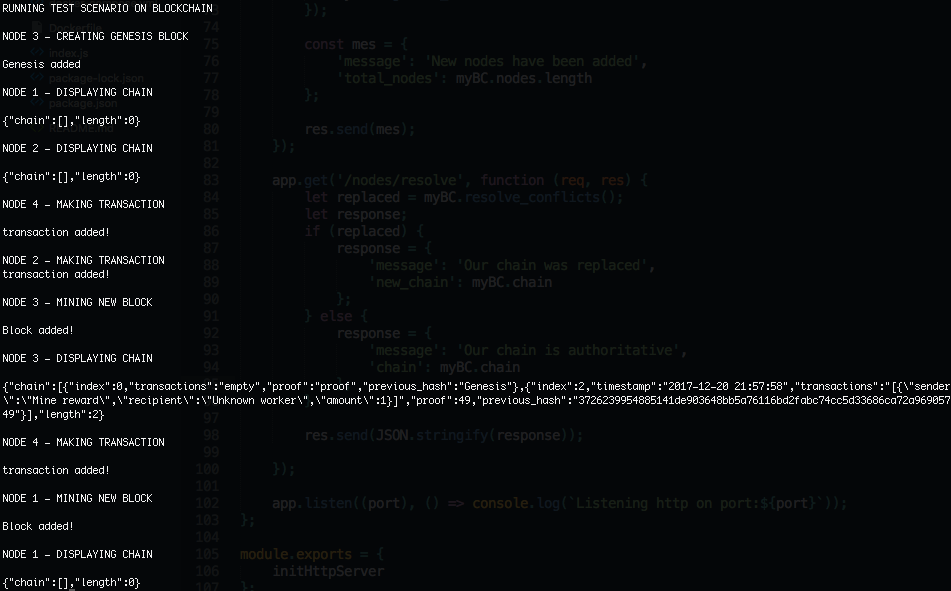 RUNNING TEST SCENARIO ON BLOCKCHAIN
NODE 3 – CREATING GENESIS BLOCK
Genesis added
NODE 1 – DISPLAYING CHAIN
{"chain":[],"length":0}
NODE 2 – DISPLAYING CHAIN
{"chain":[],"length":0}
NODE 4 – MAKING TRANSACTION
transaction added!
NODE 2 – MAKING TRANSACTION
transaction added!
NODE 3 – MINING NEW BLOCK
Block added!
NODE 3 – DISPLAYING CHAIN
{"chain":[{"index":0,"transactions":"empty","proof":"proof","previous_hash":"Genesis"},{"index":2,"timestamp":"2017-12-20 21:57:58","transactions":"[{\"sender
\":\"Mine reward\",\"recipient\":\"Unknown worker\",\"amount\":1}]","proof":49,"previous_hash":"3726239954885141de903648bb5a76116bd2fabc74cc5d33686ca72a969057
49"}],"length":2}
NODE 4 – MAKING TRANSACTION
transaction added!
NODE 1 – MINING NEW BLOCK
Block added!
NODE 1 – DISPLAYING CHAIN
{"chain":[],"length":0}
Dockerfile
index.js
package-lock.json
package.json
README.md
});
74
75 const mes = {
76 'message': 'New nodes have been added',
77 'total_nodes': myBC.nodes.length
78 };
79
80 res.send(mes);
81 });
82
83 app.get('/nodes/resolve', function (req, res) {
84 let replaced = myBC.resolve_conflicts();
85 let response;
86 if (replaced) {
87 response = {
88 'message': 'Our chain was replaced',
89 'new_chain': myBC.chain
90 };
91 } else {
92 response = {
93 'message': 'Our chain is authoritative',
94 'chain': myBC.chain
97
98 res.send(JSON.stringify(response));
99
100 });
101
102 app.listen((port), () => console.log(`Listening http on port:${port}`));
103 };
104
105 module.exports = {
106 initHttpServer
107 };